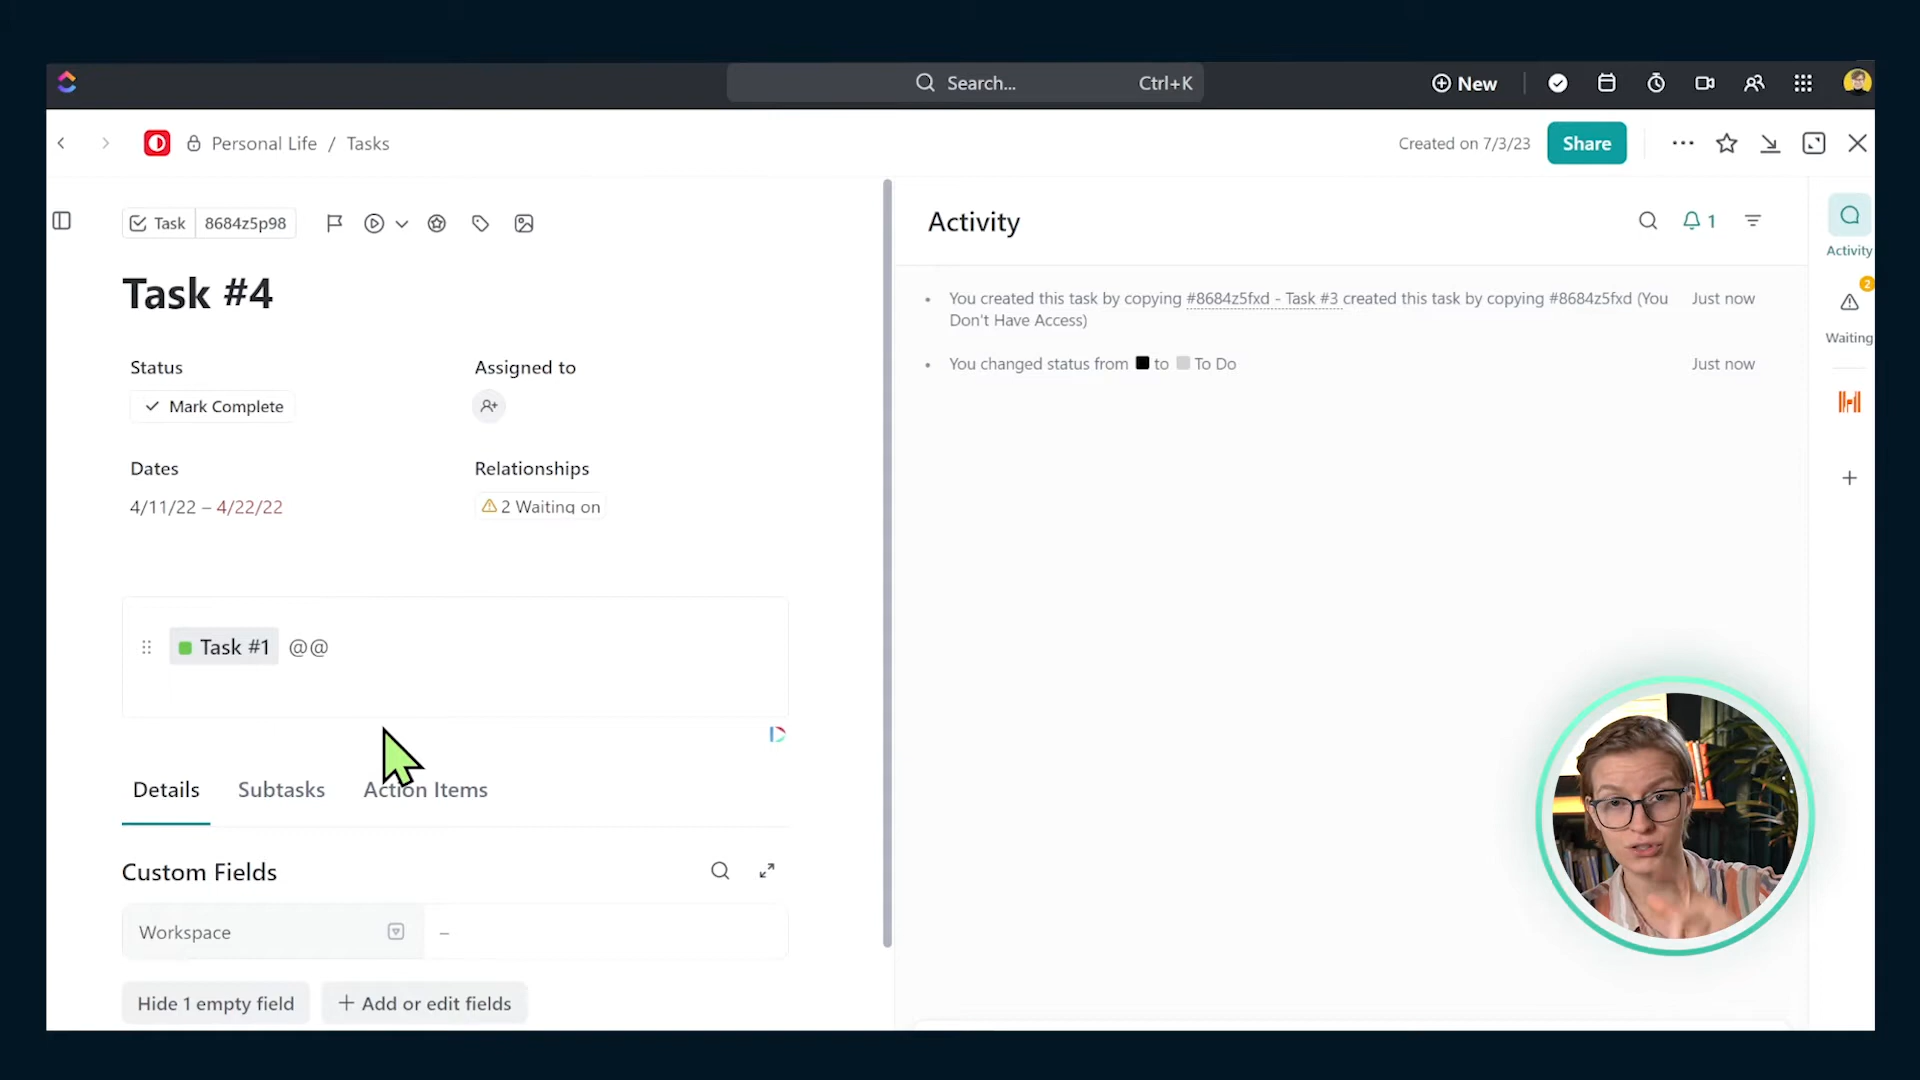 Search... Ctrl+K
New
Personal Life / Tasks
Created on 7/3/23
Share
Task 8684z5p98
Task #4
Status
Mark Complete
Assigned to
Dates
4/11/22 – 4/22/22
Relationships
2 Waiting on
Task #1 @@
Details Subtasks Action Items
Custom Fields
Workspace –
Hide 1 empty field
+ Add or edit fields
Activity
1
You created this task by copying #8684z5fxd - Task #3 created this task by copying #8684z5fxd (You Just now
Don't Have Access)
You changed status from to To Do Just now
Activity
2
Waiting